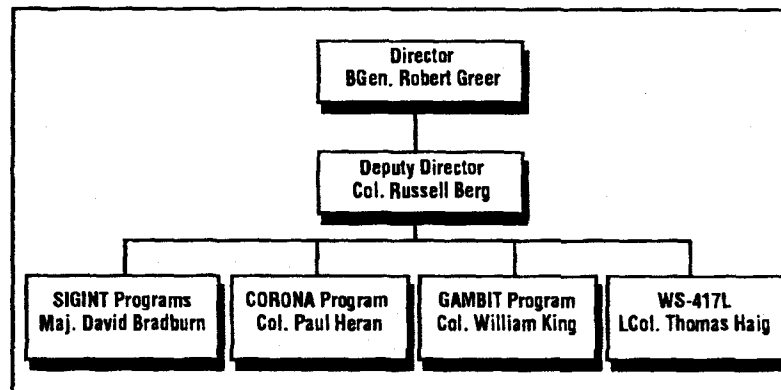 Director
BGen. Robert Greer
Deputy Director
Col. Russell Berg
SIGINT Programs
Maj. David Bradburn
CORONA Program
Col. Paul Heran
GAMBIT Program
Col. William King
WS-417L
LCol. Thomas Haig